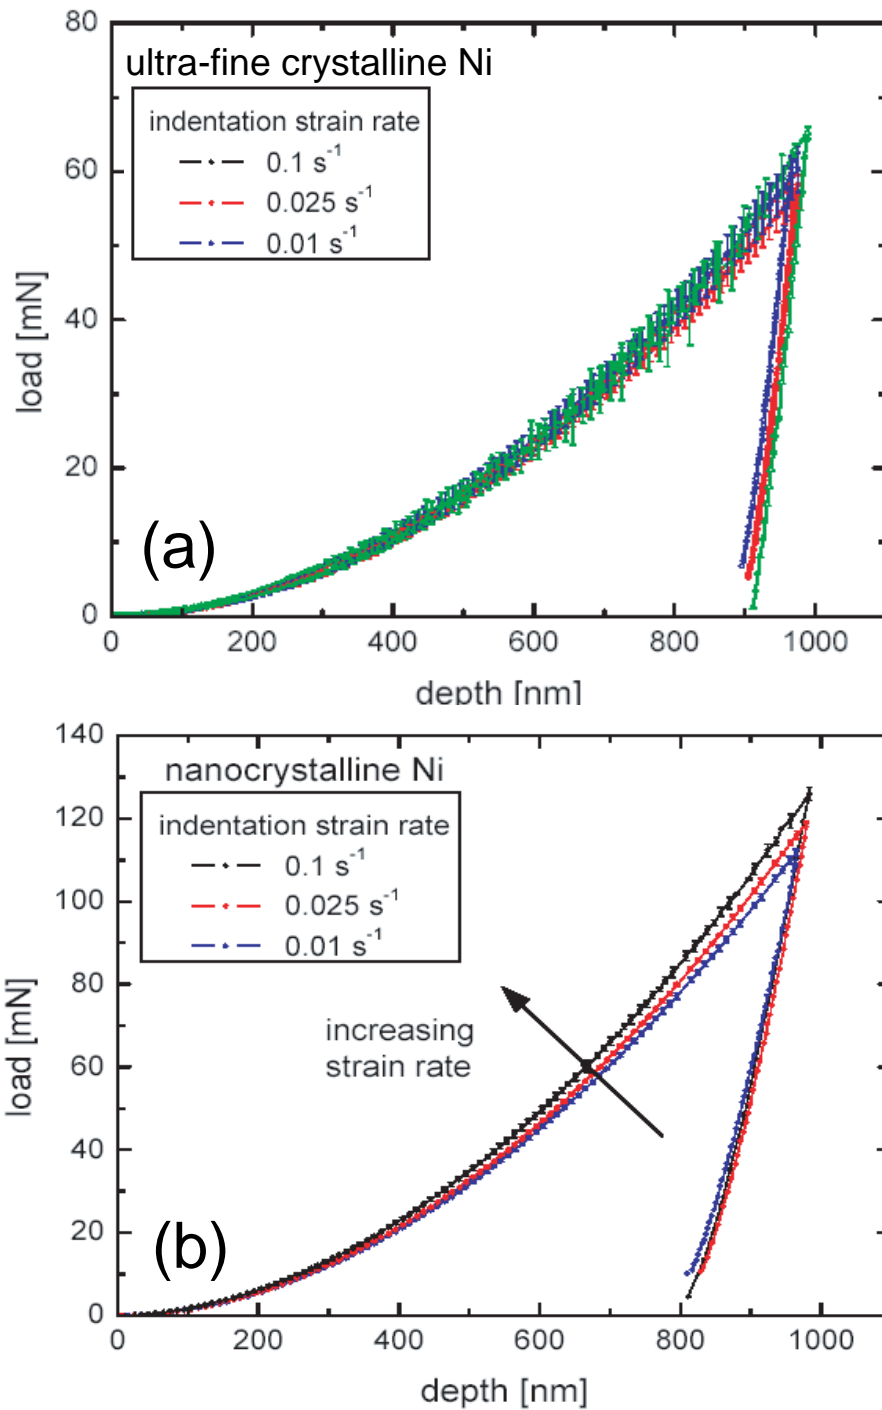 80
ultra-fine crystalline Ni
indentation strain rate
0.1 s⁻¹
0.025 s⁻¹
0.01 s⁻¹
60
40
20
0
load [mN]
(a)
0 200 400 600 800 1000
depth [nm]
140
nanocrystalline Ni
indentation strain rate
0.1 s⁻¹
0.025 s⁻¹
0.01 s⁻¹
120
100
80
60
40
20
0
load [mN]
increasing
strain rate
(b)
0 200 400 600 800 1000
depth [nm]